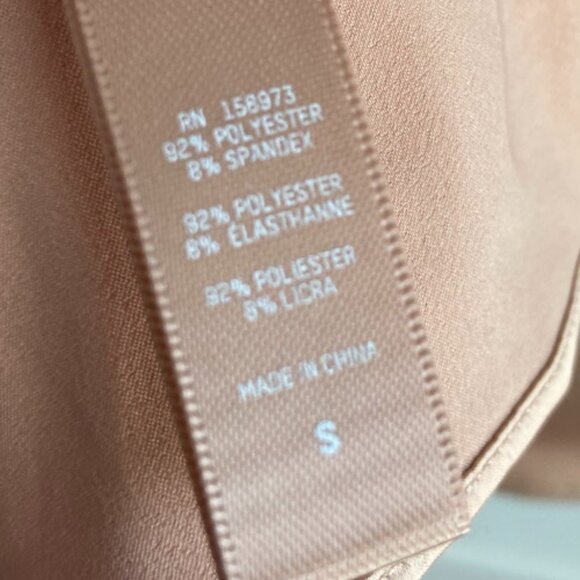 RN 158973
92% POLYESTER
8% SPANDEX
92% POLYESTER
8% ÉLASTHANNE
92% POLIESTER
8% LICRA
MADE IN CHINA
S